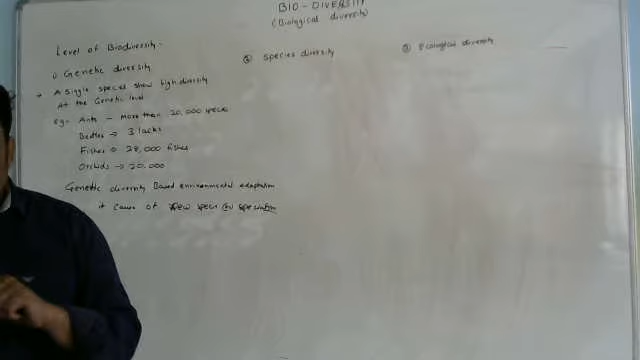 BIO - DIVERSITY
(Biological diversity)
Level of Biodiversity -
1) Genetic diversity
② Species diversity
③ Ecological diversity
→ A single species show high diversity
At the Genetic level
eg:- Ants - more than 20,000 species
Beetles → 3 lacks
Fishes → 28,000 fishes
Orchids → 20,000
Genetic diversity Based environmental adaptation
+ cause of New species (or) speciation